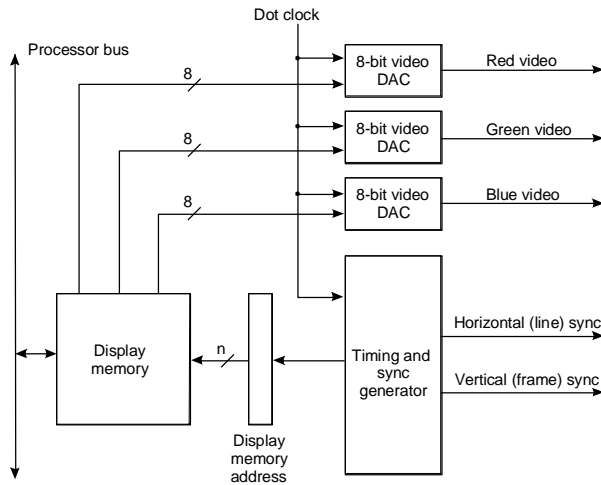 Dot clock
Processor bus
8-bit video
DAC
Red video
8
8-bit video
DAC
Green video
8
8-bit video
DAC
Blue video
8
Display
memory
n
Display
memory
address
Timing and
sync
generator
Horizontal (line) sync
Vertical (frame) sync